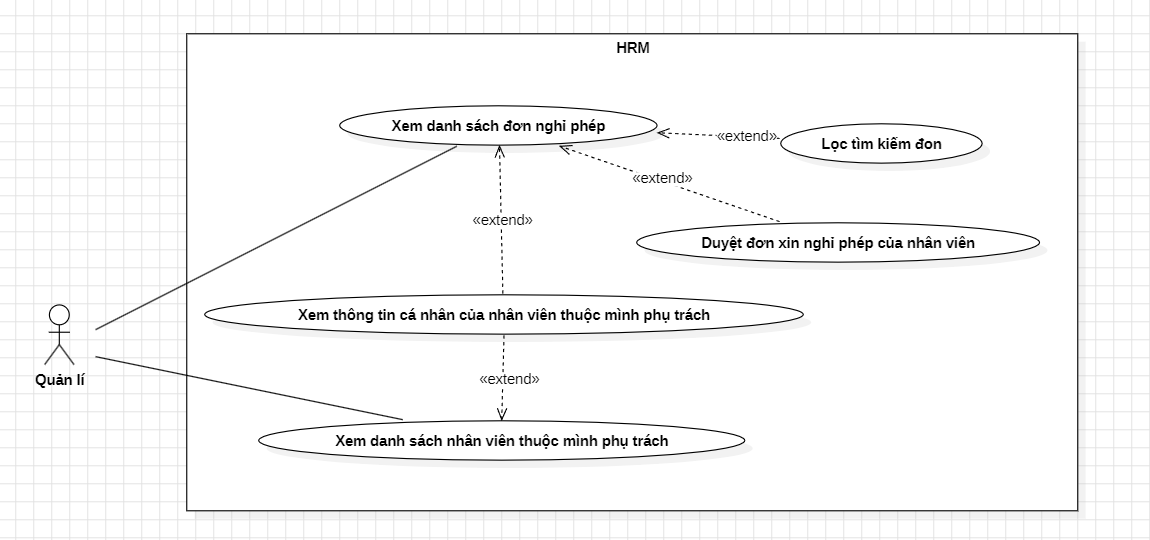 HRM
Xem danh sách đơn nghỉ phép
«extend»
Lọc tìm kiếm đon
«extend»
«extend»
Duyệt đơn xin nghỉ phép của nhân viên
Xem thông tin cá nhân của nhân viên thuộc mình phụ trách
Quản lí
«extend»
Xem danh sách nhân viên thuộc mình phụ trách